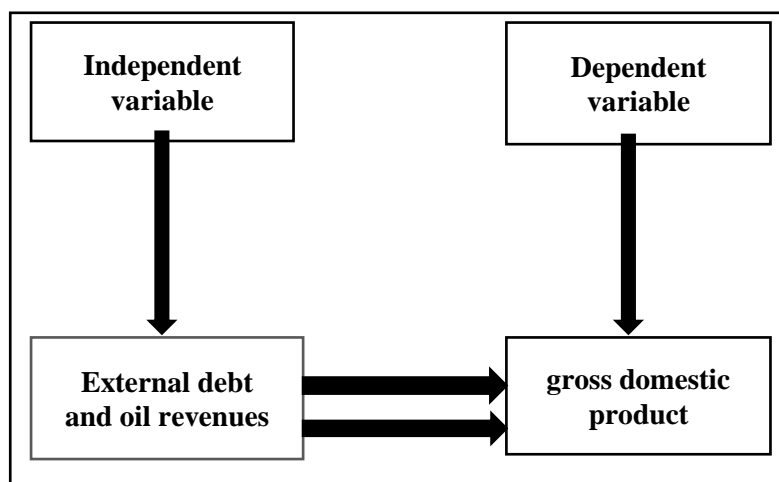 Independent
variable
Dependent
variable
External debt
and oil revenues
gross domestic
product